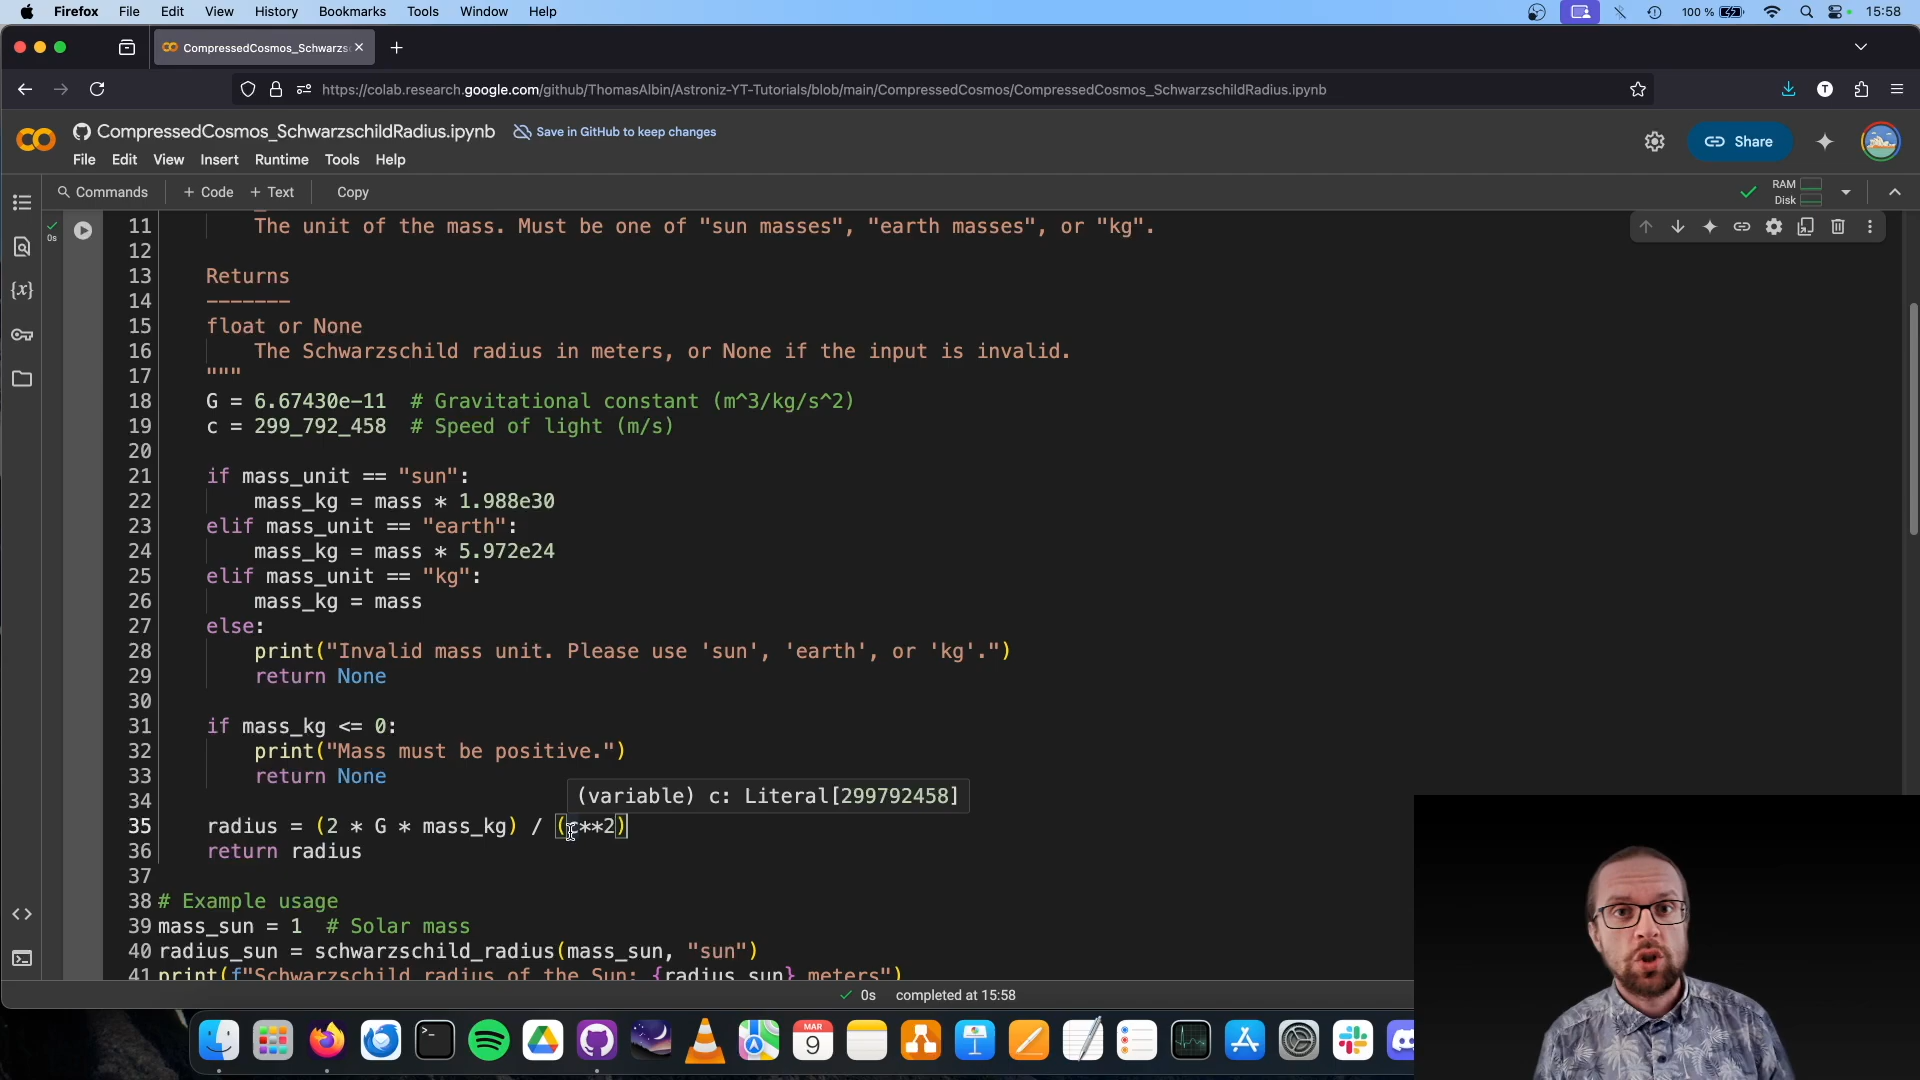 Firefox File Edit View History Bookmarks Tools Window Help 100 % 15:58
CompressedCosmos_Schwarzs
https://colab.research.google.com/github/ThomasAlbin/Astroniz-YT-Tutorials/blob/main/CompressedCosmos/CompressedCosmos_SchwarzschildRadius.ipynb
T
CompressedCosmos_SchwarzschildRadius.ipynb Save in GitHub to keep changes
Share
File Edit View Insert Runtime Tools Help
Commands + Code + Text Copy
RAM
Disk
0s
11 The unit of the mass. Must be one of "sun masses", "earth masses", or "kg".
12
13 Returns
14 -------
15 float or None
16 The Schwarzschild radius in meters, or None if the input is invalid.
17 """
18 G = 6.67430e-11 # Gravitational constant (m^3/kg/s^2)
19 c = 299_792_458 # Speed of light (m/s)
20
21 if mass_unit == "sun":
22 mass_kg = mass * 1.988e30
23 elif mass_unit == "earth":
24 mass_kg = mass * 5.972e24
25 elif mass_unit == "kg":
26 mass_kg = mass
27 else:
28 print("Invalid mass unit. Please use 'sun', 'earth', or 'kg'.")
29 return None
30
31 if mass_kg <= 0:
32 print("Mass must be positive.")
33 return None
34
(variable) c: Literal[299792458]
35 radius = (2 * G * mass_kg) / (c**2)
36 return radius
37
38 # Example usage
39 mass_sun = 1 # Solar mass
40 radius_sun = schwarzschild_radius(mass_sun, "sun")
41 print(f"Schwarzschild radius of the Sun: {radius_sun} meters")
0s completed at 15:58
MAR
9